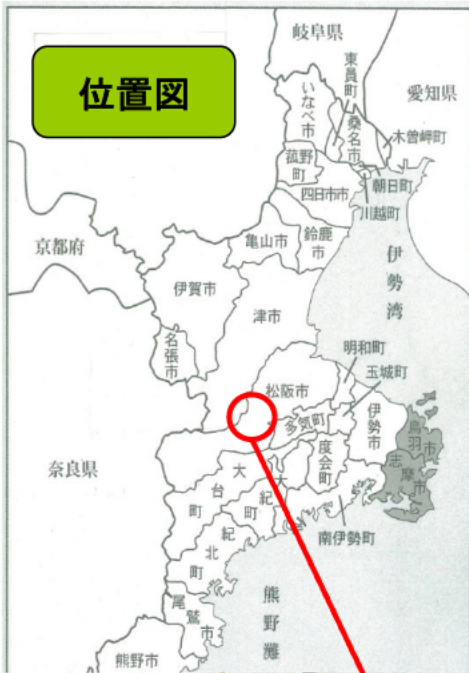 位置図
岐阜県
愛知県
東員町
いなべ市
桑名市
木曽岬町
菰野町
四日市市
朝日町
川越町
京都府
亀山市
鈴鹿市
伊勢湾
伊賀市
津市
名張市
明和町
松阪市
玉城町
多気町
伊勢市
鳥羽市
奈良県
度会町
志摩市
大台町
大紀町
南伊勢町
紀北町
尾鷲市
熊野灘
熊野市